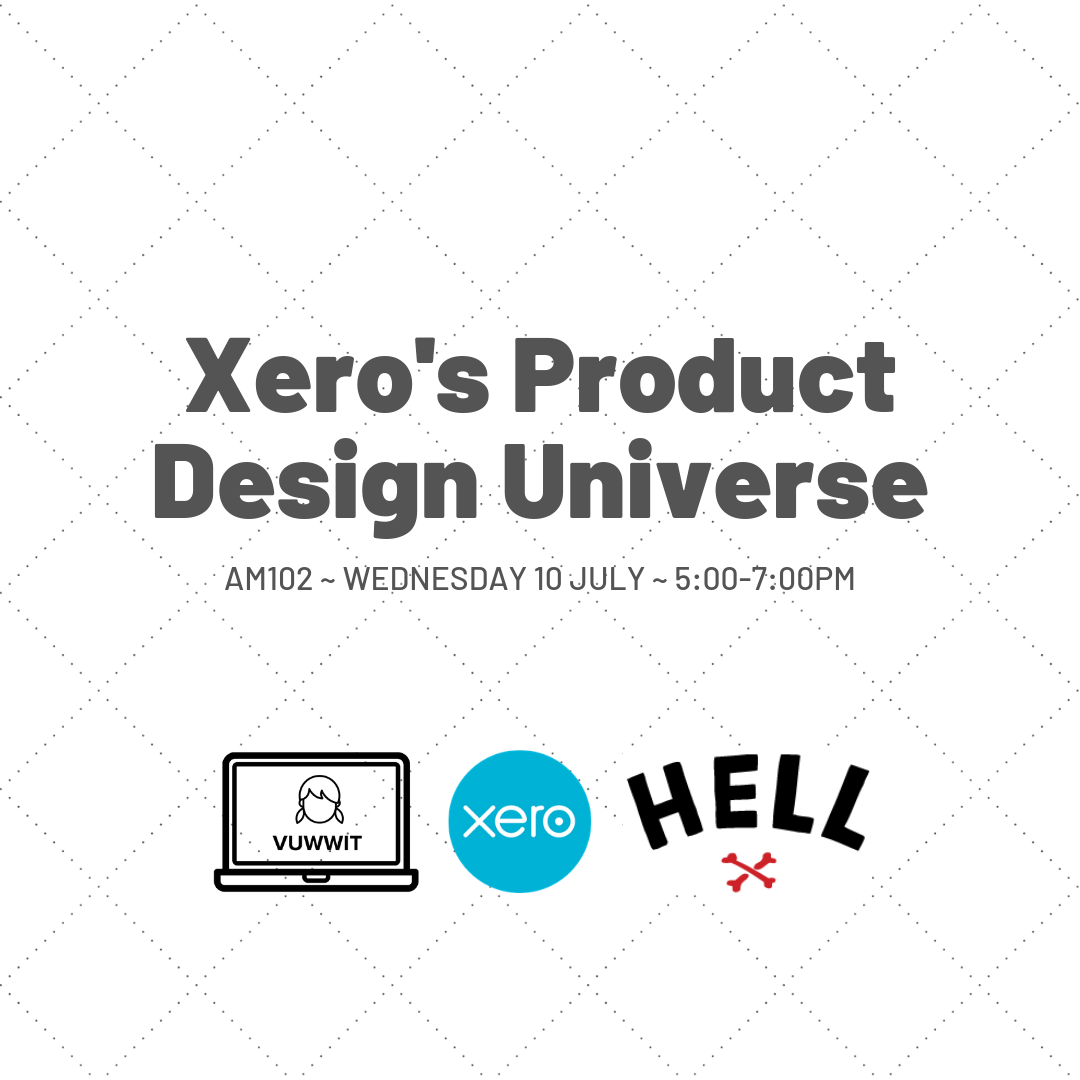 Xero's Product
Design Universe
AM102 ~ WEDNESDAY 10 JULY ~ 5:00-7:00PM
VUWWIT
xero
HELL